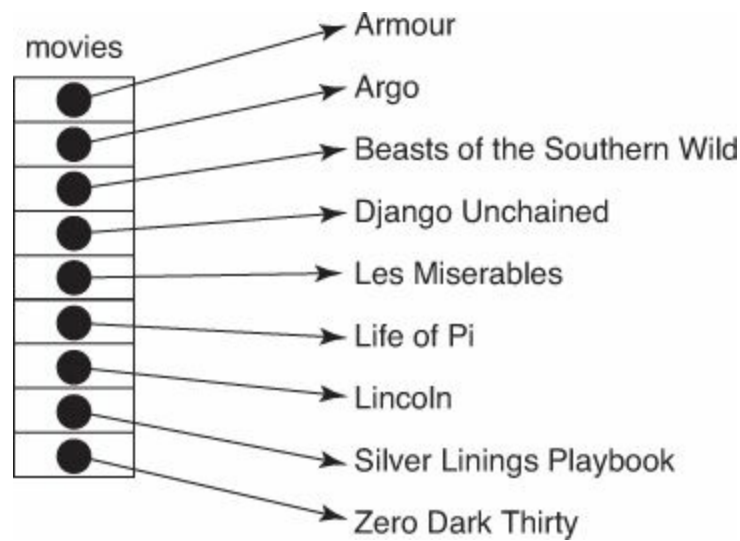 movies
Armour
Argo
Beasts of the Southern Wild
Django Unchained
Les Miserables
Life of Pi
Lincoln
Silver Linings Playbook
Zero Dark Thirty